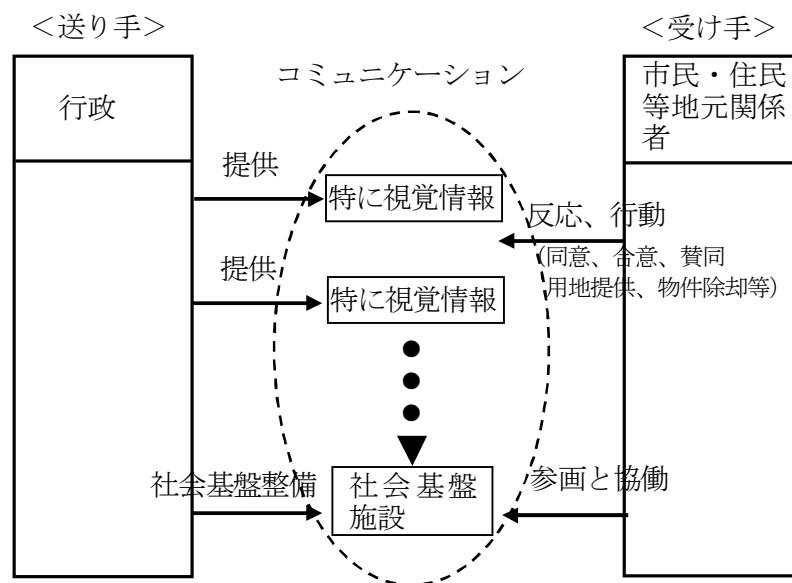 ＜送り手＞
＜受け手＞
コミュニケーション
行政
市民・住民
等地元関係
者
提供
特に視覚情報
反応、行動
（同意、合意、賛同
用地提供、物件除却等）
提供
特に視覚情報
社会基盤整備
社会基盤
施設
参画と協働